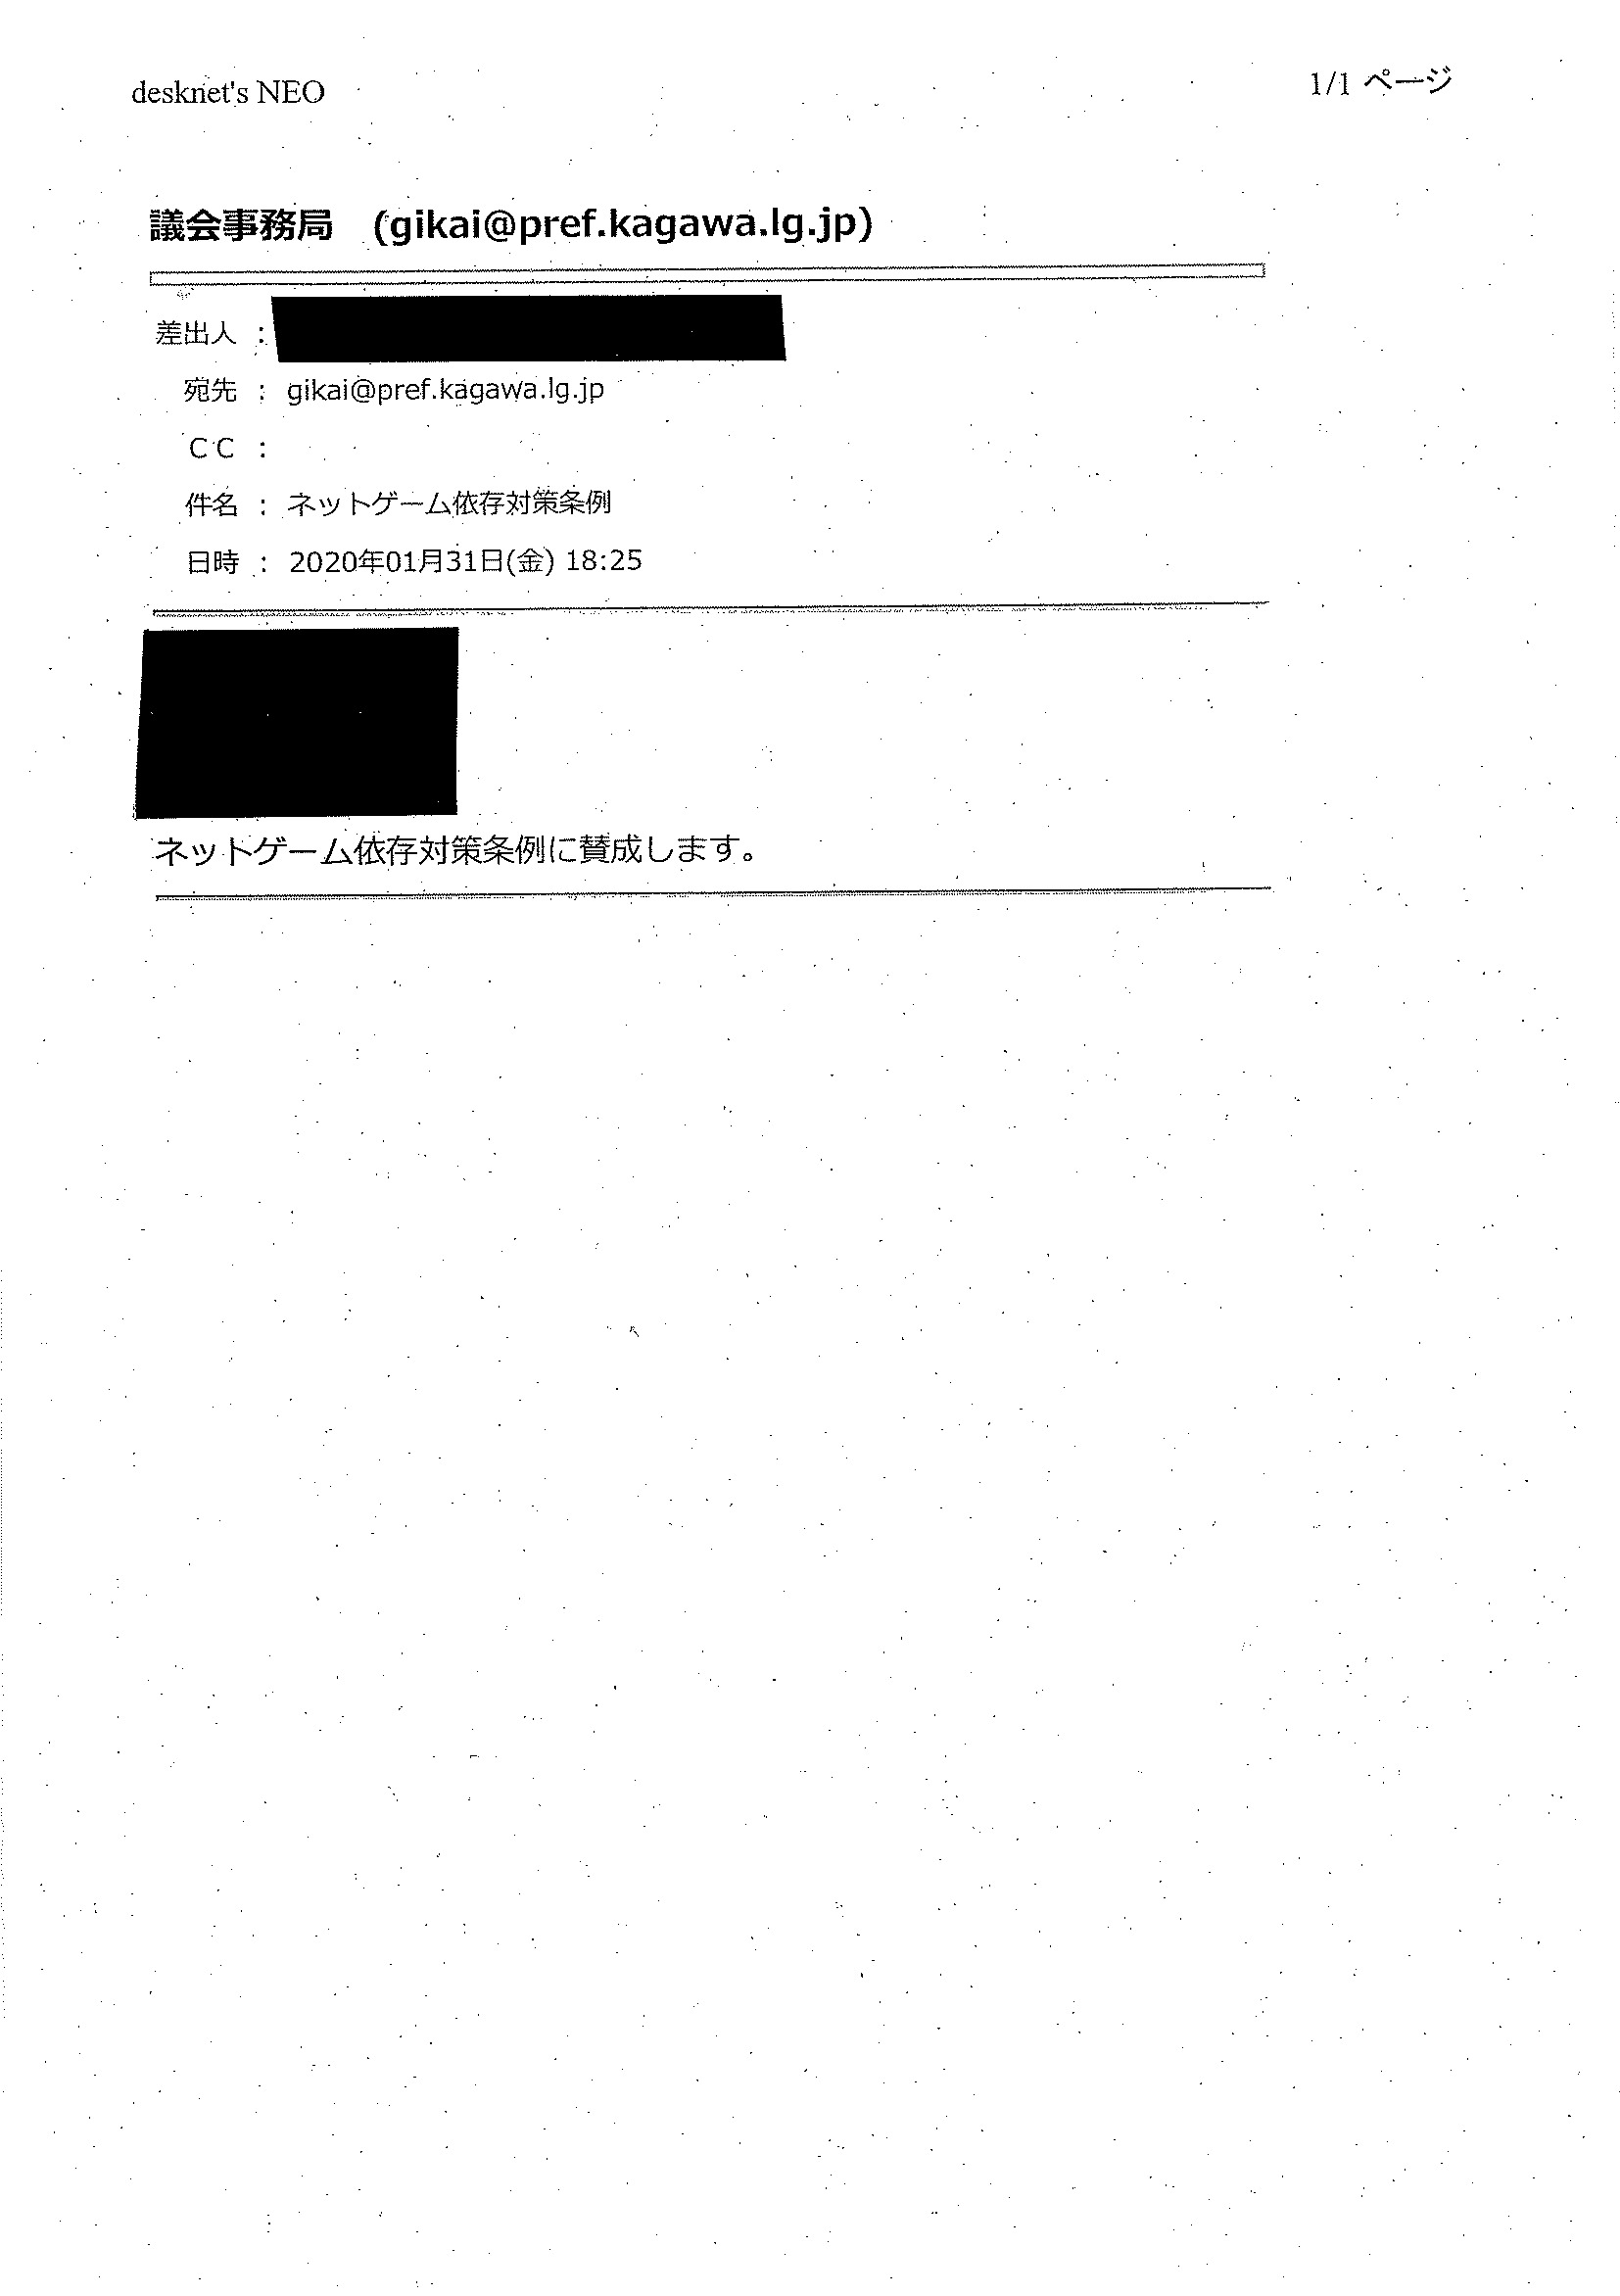 desknet's NEO
1/1 ページ
議会事務局 (gikai@pref.kagawa.lg.jp)
差出人 :
宛先 : gikai@pref.kagawa.lg.jp
CC :
件名 : ネットゲーム依存対策条例
日時 : 2020年01月31日(金) 18:25
ネットゲーム依存対策条例に賛成します。